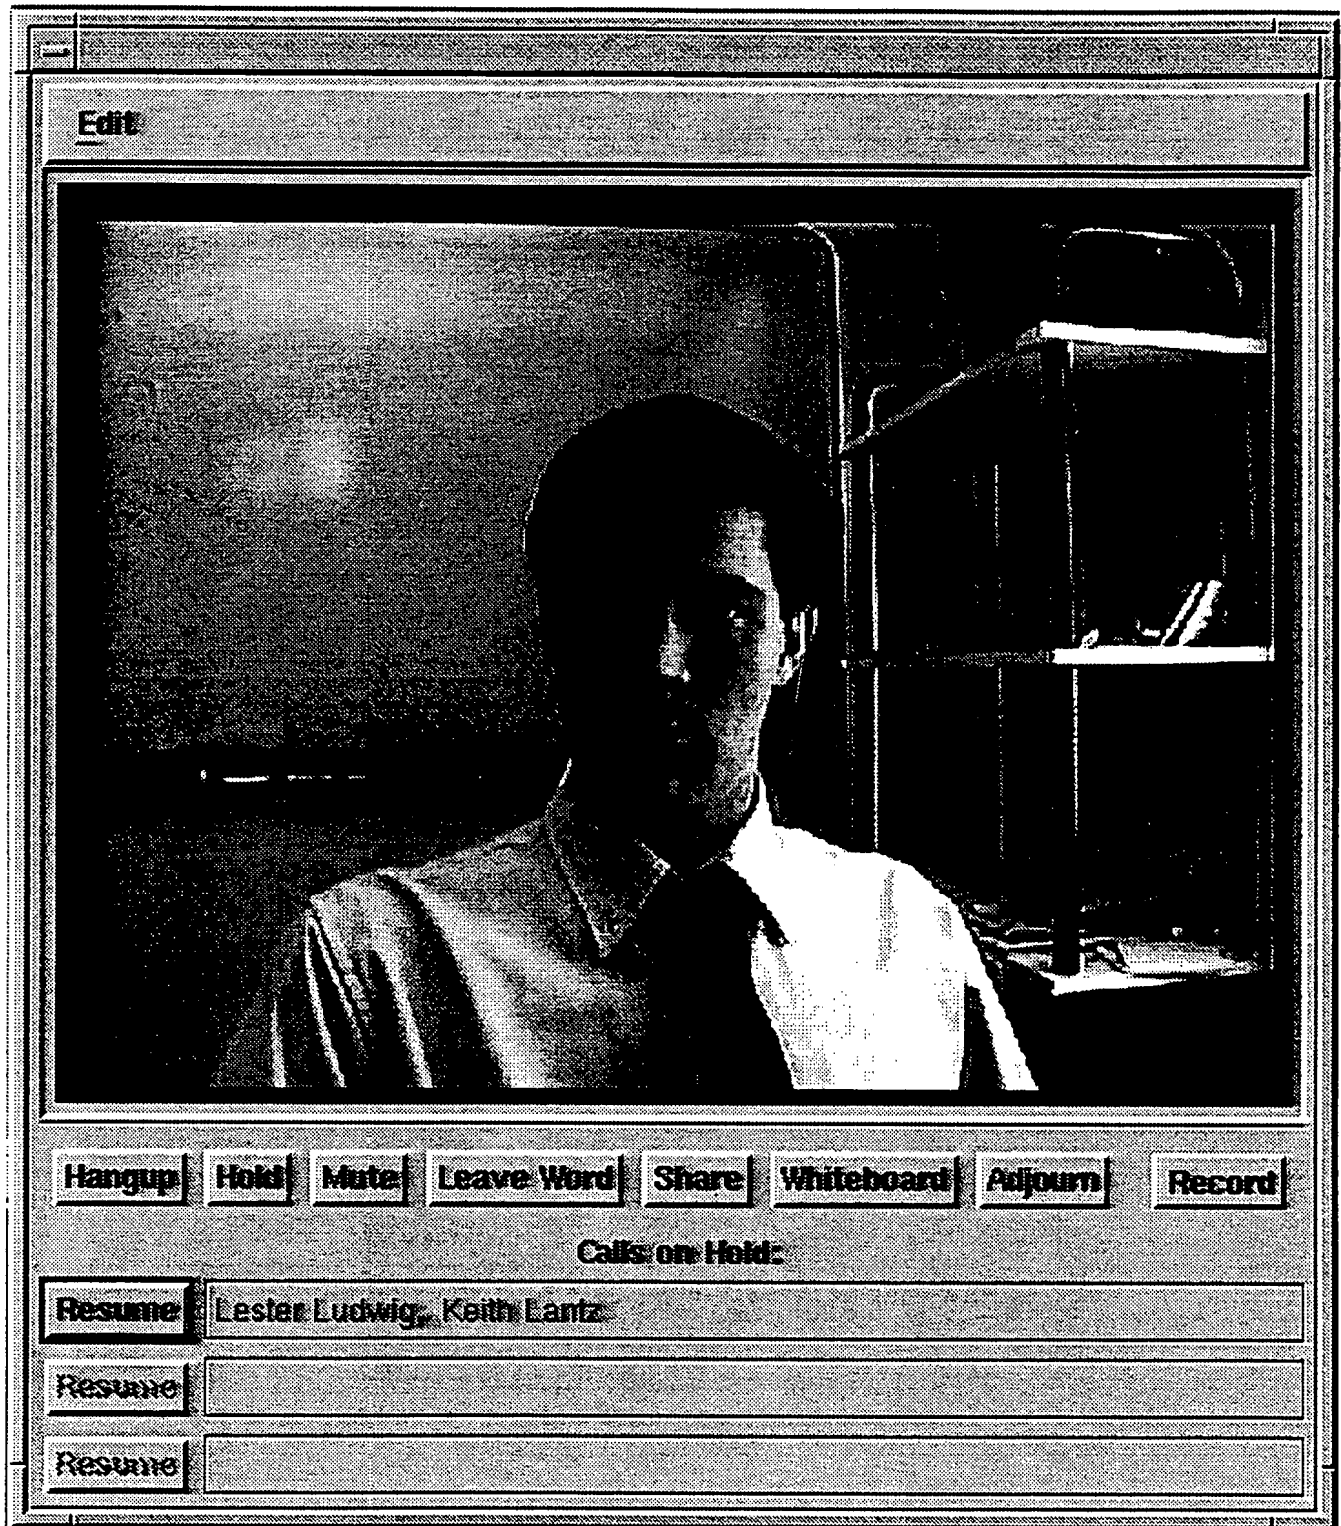 Edit
Hangup Hold Mute Leave Word Share Whiteboard Adjourn Record
Calls on Hold:
Resume Lester Ludwig, Keith Lantz
Resume
Resume